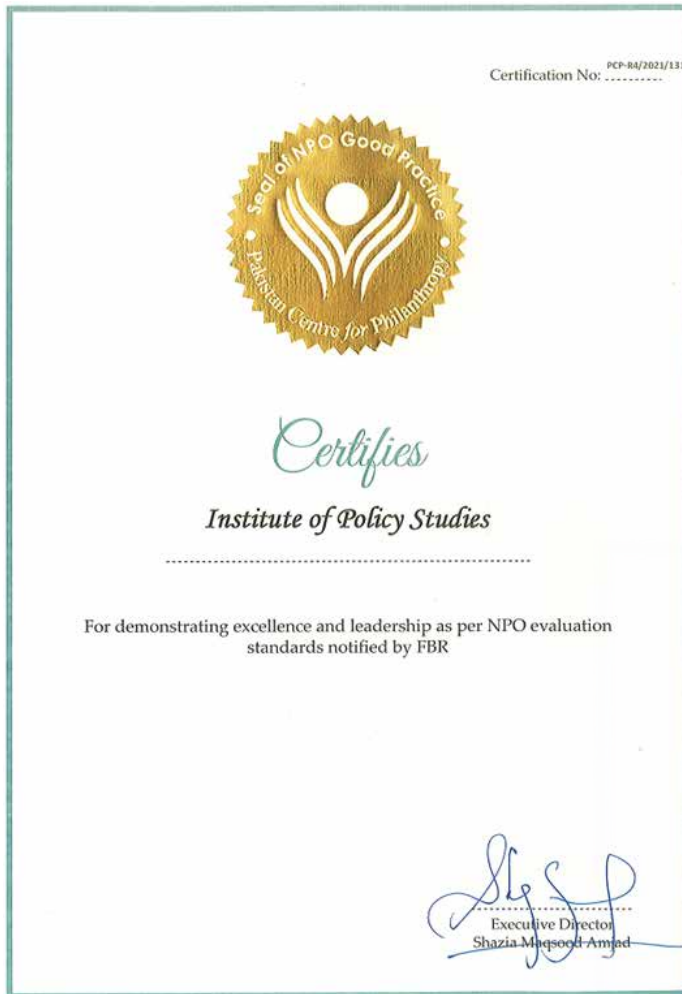 Certification No: PCP-R4/2021/131
Seal of NPO Good Practice
Pakistan Centre for Philanthropy
Certifies
Institute of Policy Studies
For demonstrating excellence and leadership as per NPO evaluation
standards notified by FBR
Executive Director
Shazia Maqsood Amjad